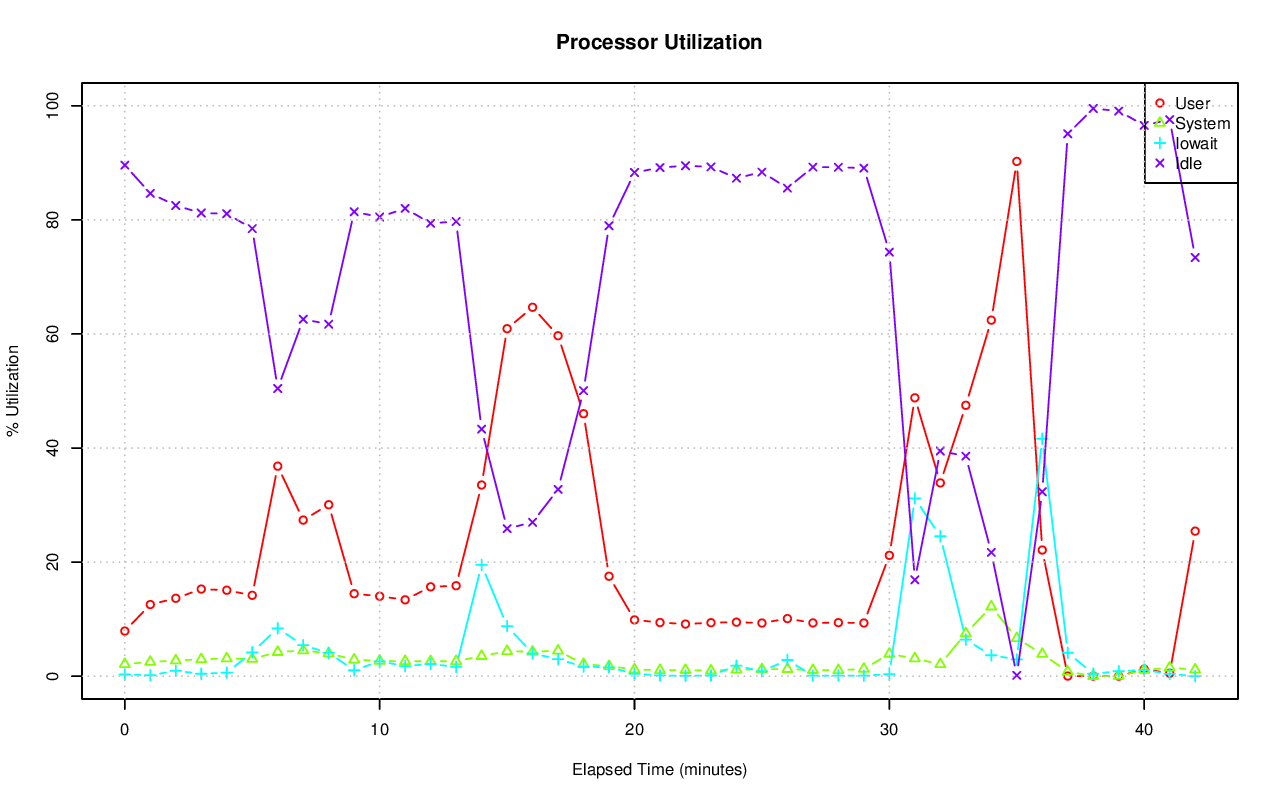 Processor Utilization
100
80
60
40
20
0
% Utilization
User
System
Iowait
Idle
0 10 20 30 40
Elapsed Time (minutes)